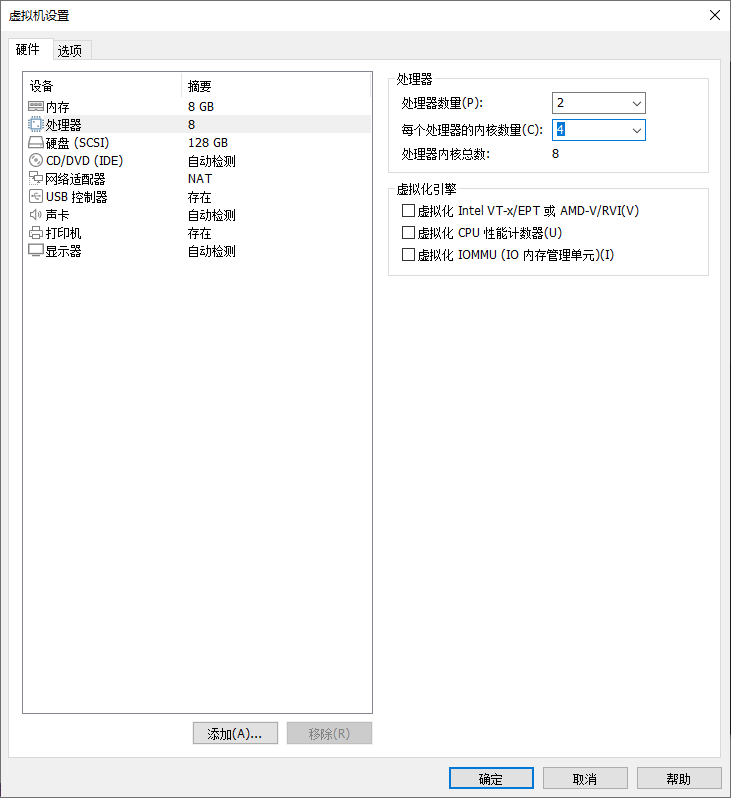 虚拟机设置
硬件 选项
设备 摘要
内存 8 GB
处理器 8
硬盘 (SCSI) 128 GB
CD/DVD (IDE) 自动检测
网络适配器 NAT
USB 控制器 存在
声卡 自动检测
打印机 存在
显示器 自动检测
添加(A)... 移除(R)
处理器
处理器数量(P): 2
每个处理器的内核数量(C): 4
处理器内核总数: 8
虚拟化引擎
虚拟化 Intel VT-x/EPT 或 AMD-V/RVI(V)
虚拟化 CPU 性能计数器(U)
虚拟化 IOMMU (IO 内存管理单元)(I)
确定 取消 帮助